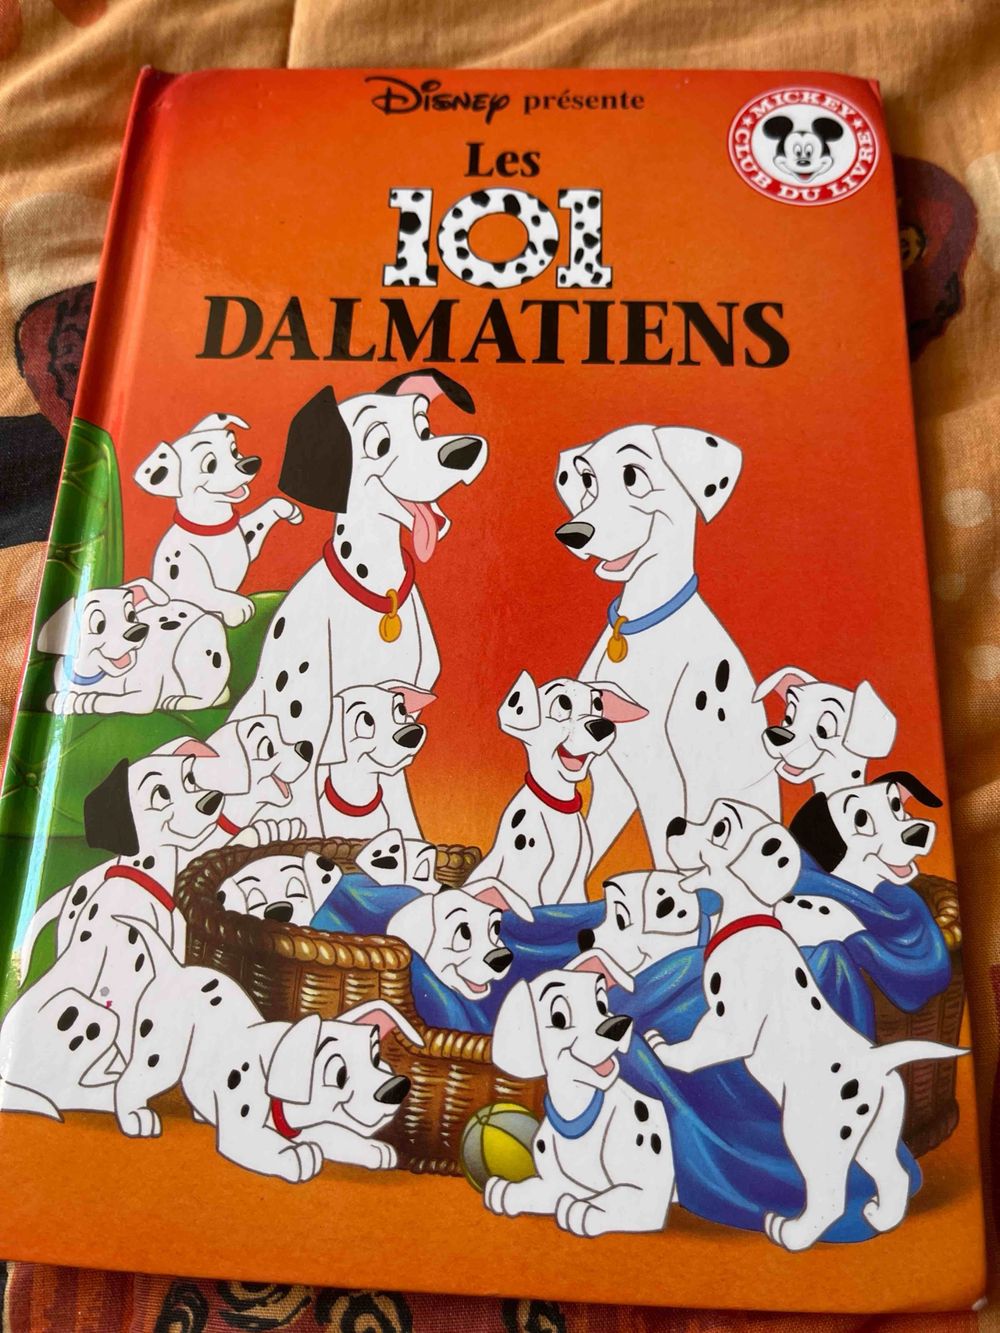 Disney présente
MICKEY
CLUB DU LIVRE
Les
101
DALMATIENS